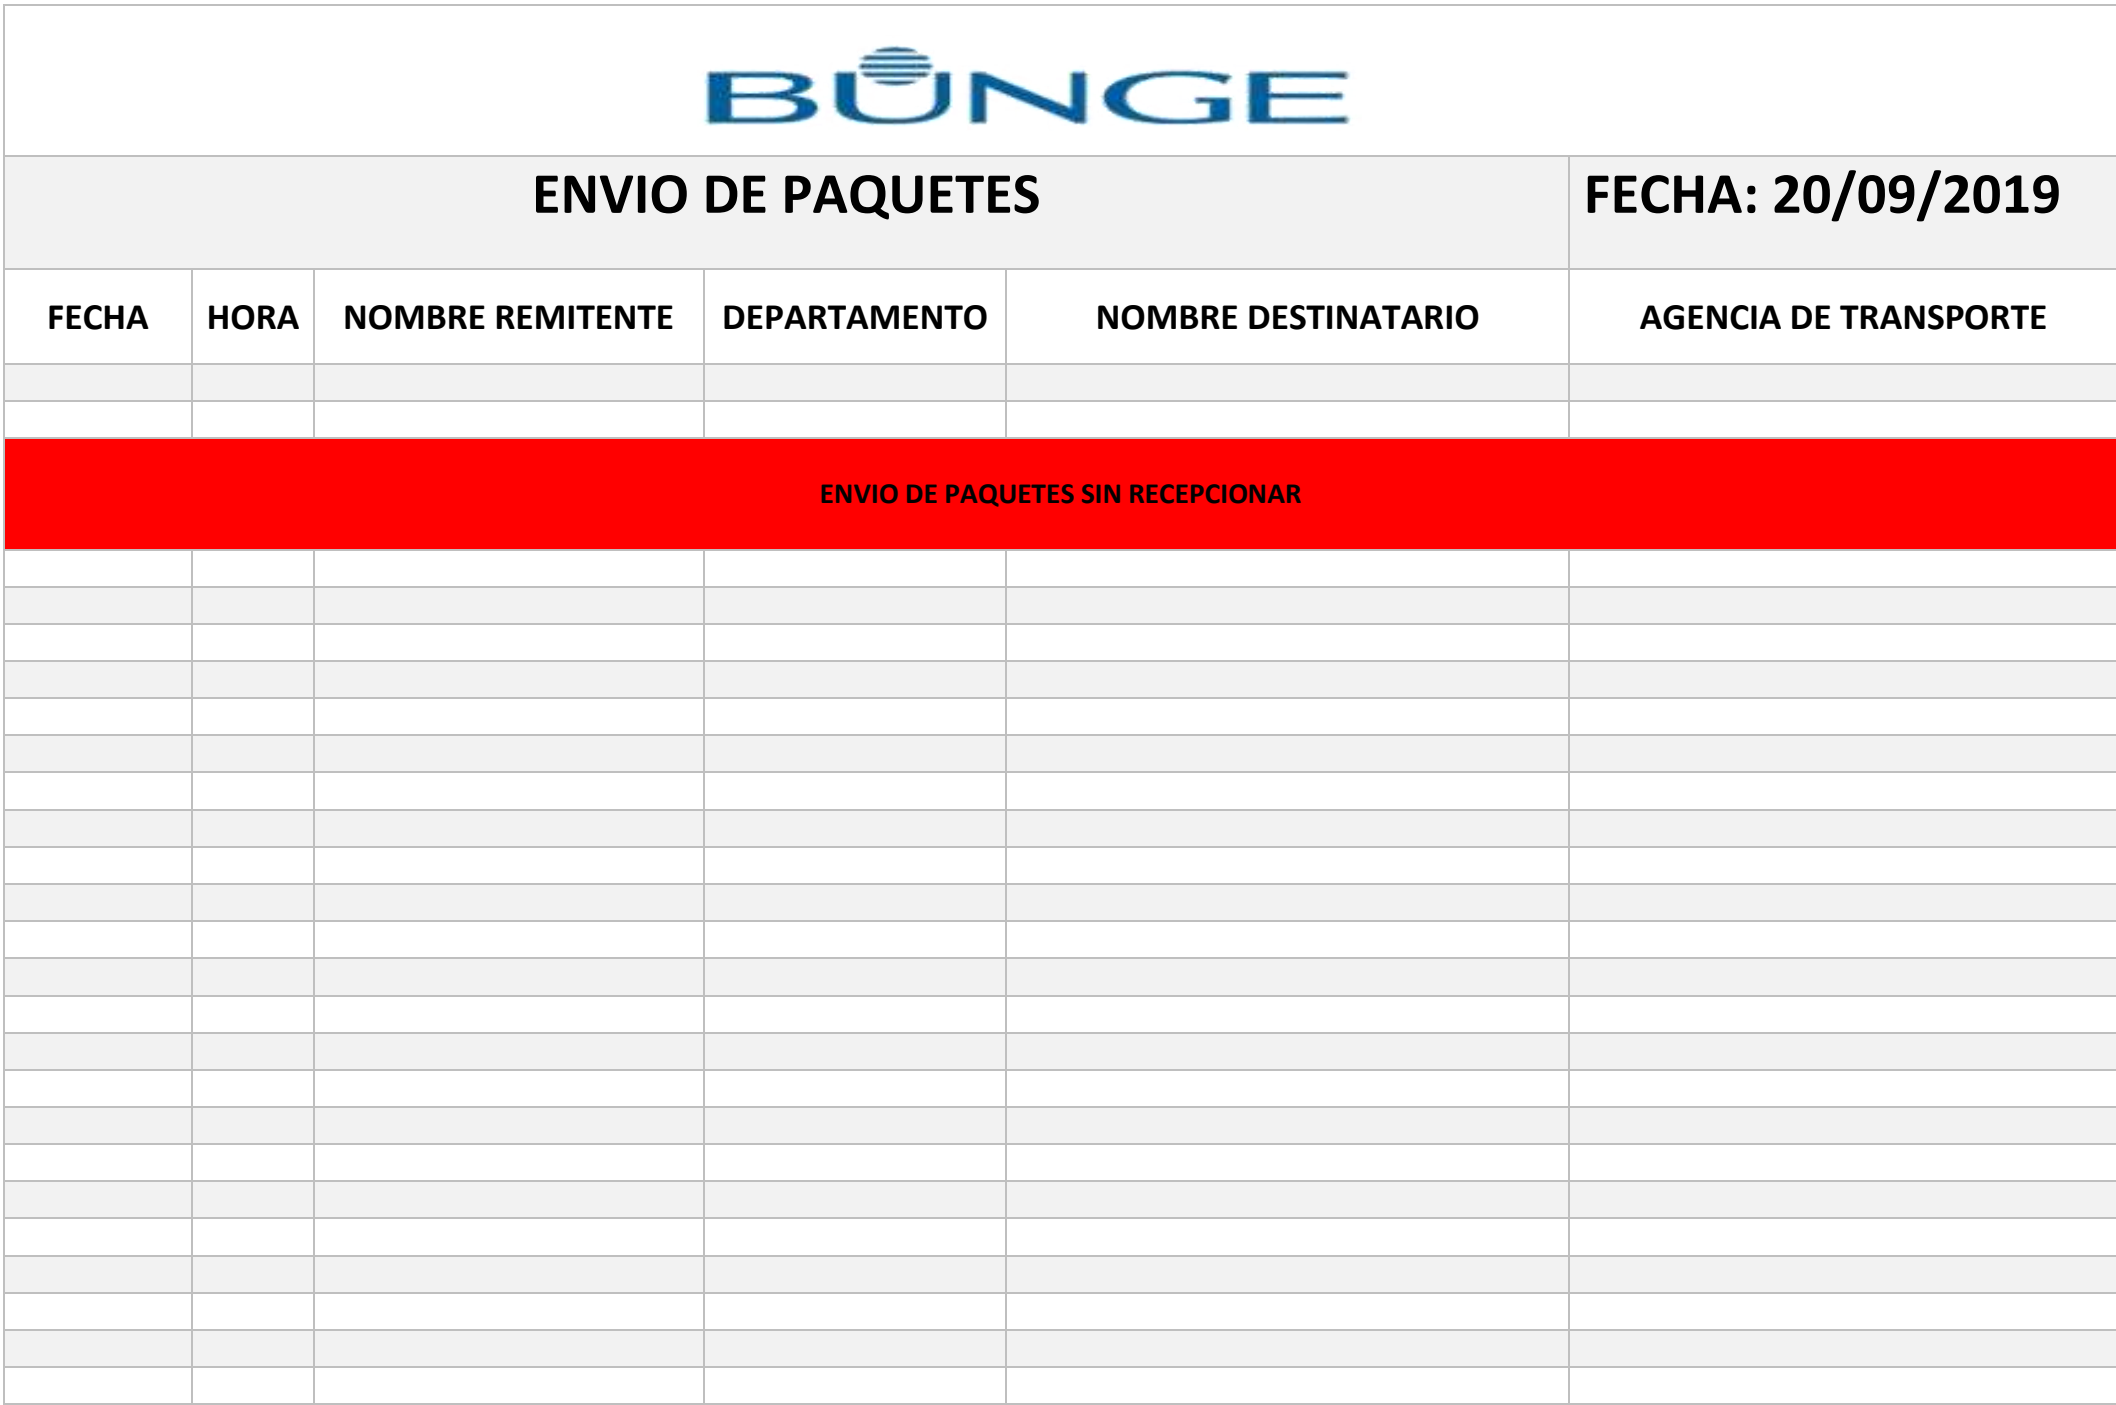 BUNGE
ENVIO DE PAQUETES
FECHA: 20/09/2019
FECHA HORA NOMBRE REMITENTE DEPARTAMENTO NOMBRE DESTINATARIO AGENCIA DE TRANSPORTE
ENVIO DE PAQUETES SIN RECEPCIONAR